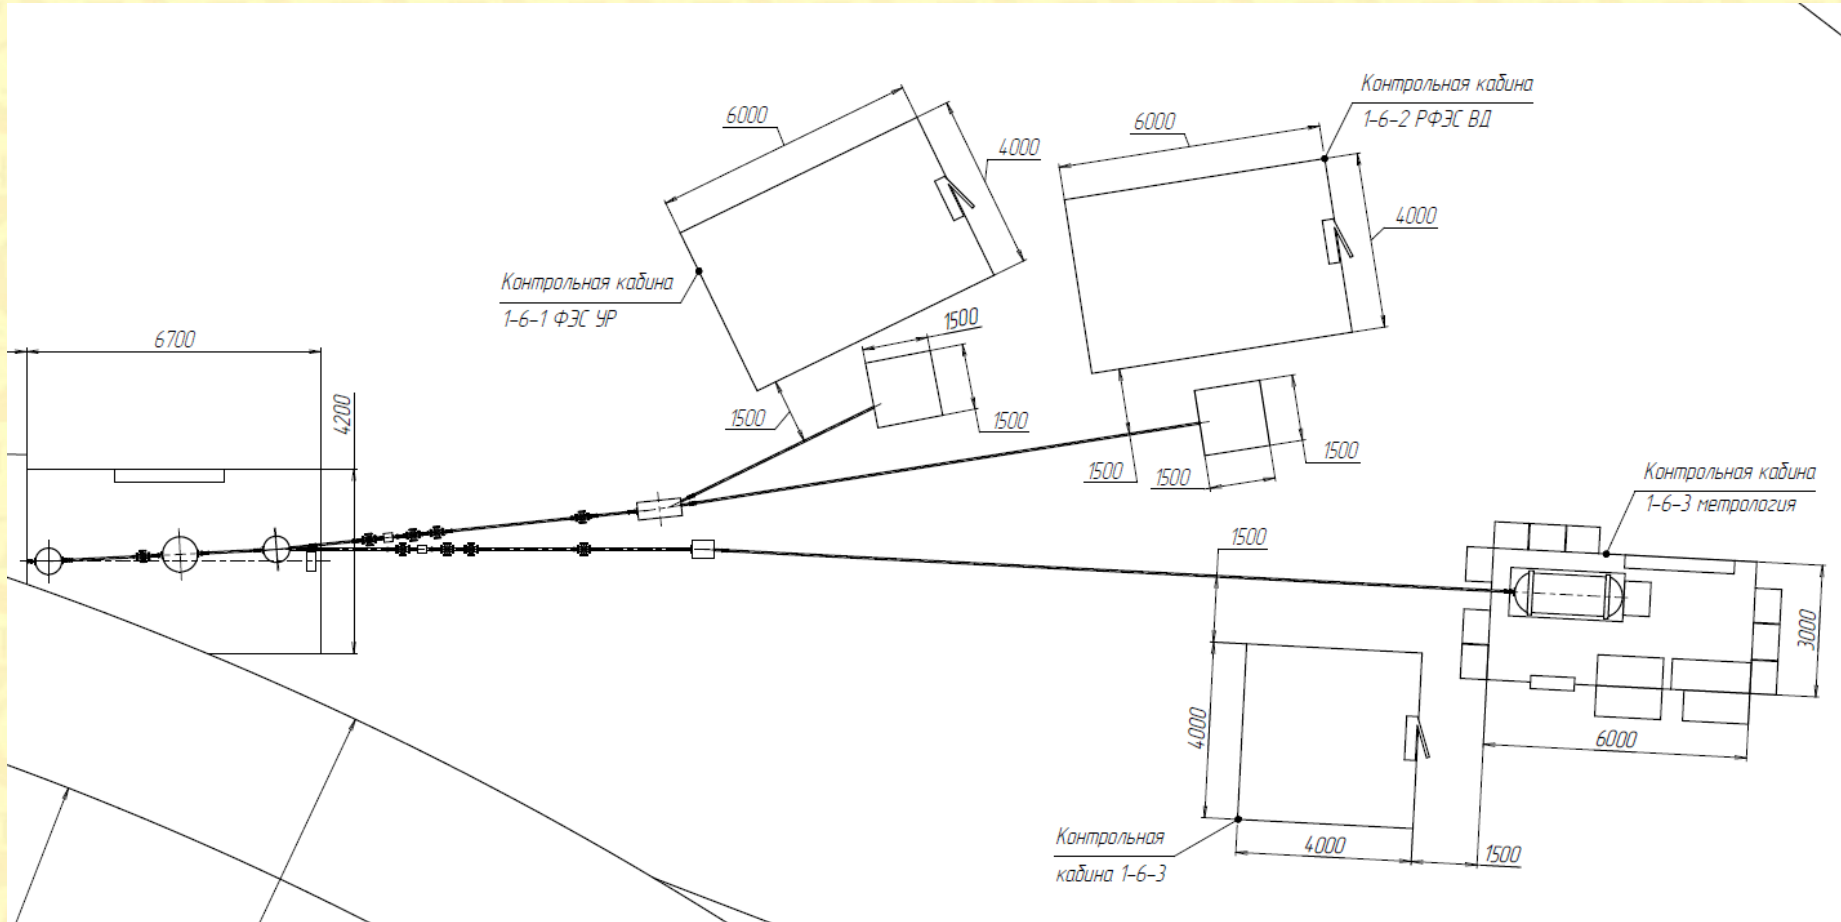 Контрольная кабина
1-6-2 РФЭС ВД
6000
6000
4000
4000
Контрольная кабина
1-6-1 ФЭС УР
1500
6700
4200
1500
1500
1500
1500
1500
Контрольная кабина
1-6-3 метрология
1500
3000
4000
6000
Контрольная
кабина 1-6-3
4000
1500